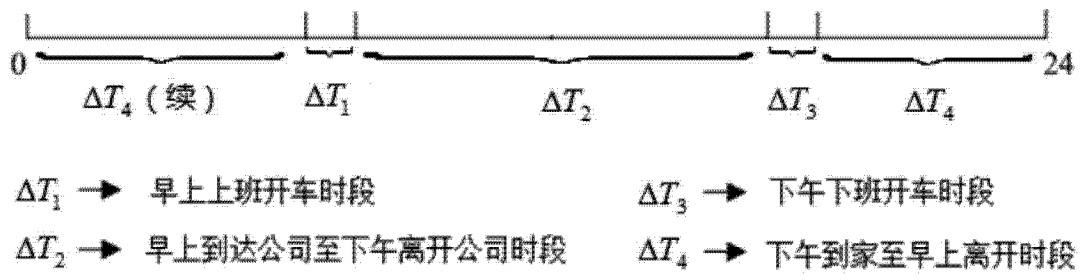 0 24
ΔT₄（续） ΔT₁ ΔT₂ ΔT₃ ΔT₄
ΔT₁ → 早上上班开车时段 ΔT₃ → 下午下班开车时段
ΔT₂ → 早上到达公司至下午离开公司时段 ΔT₄ → 下午到家至早上离开时段